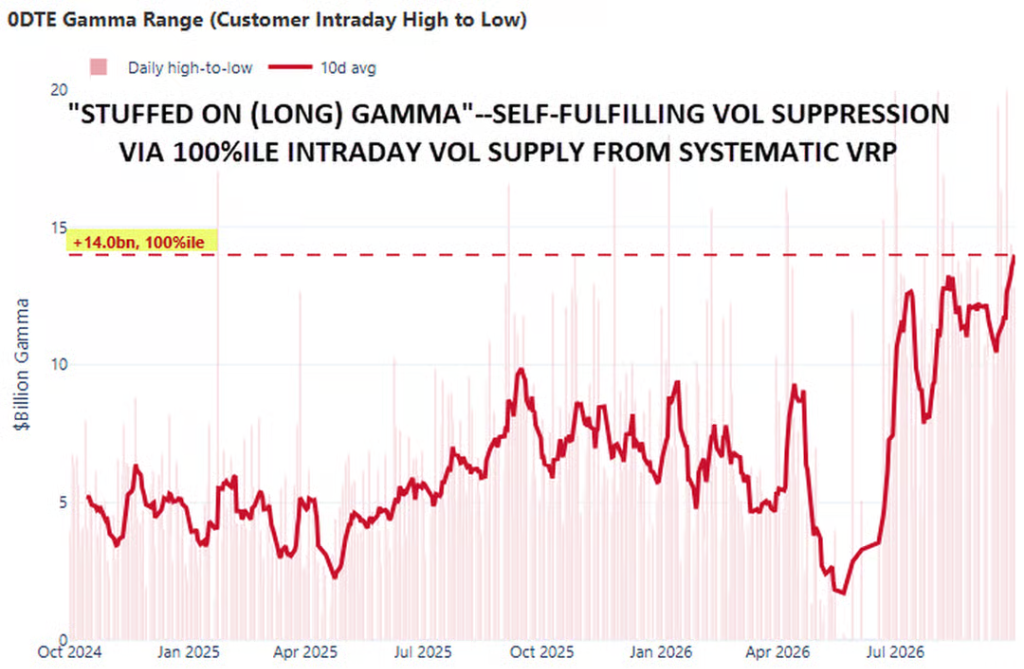 0DTE Gamma Range (Customer Intraday High to Low)
Daily high-to-low
10d avg
20
"STUFFED ON (LONG) GAMMA"--SELF-FULFILLING VOL SUPPRESSION
VIA 100%ILE INTRADAY VOL SUPPLY FROM SYSTEMATIC VRP
15
+14.0bn, 100%ile
$Billion Gamma
10
5
0
Oct 2024
Jan 2025
Apr 2025
Jul 2025
Oct 2025
Jan 2026
Apr 2026
Jul 2026